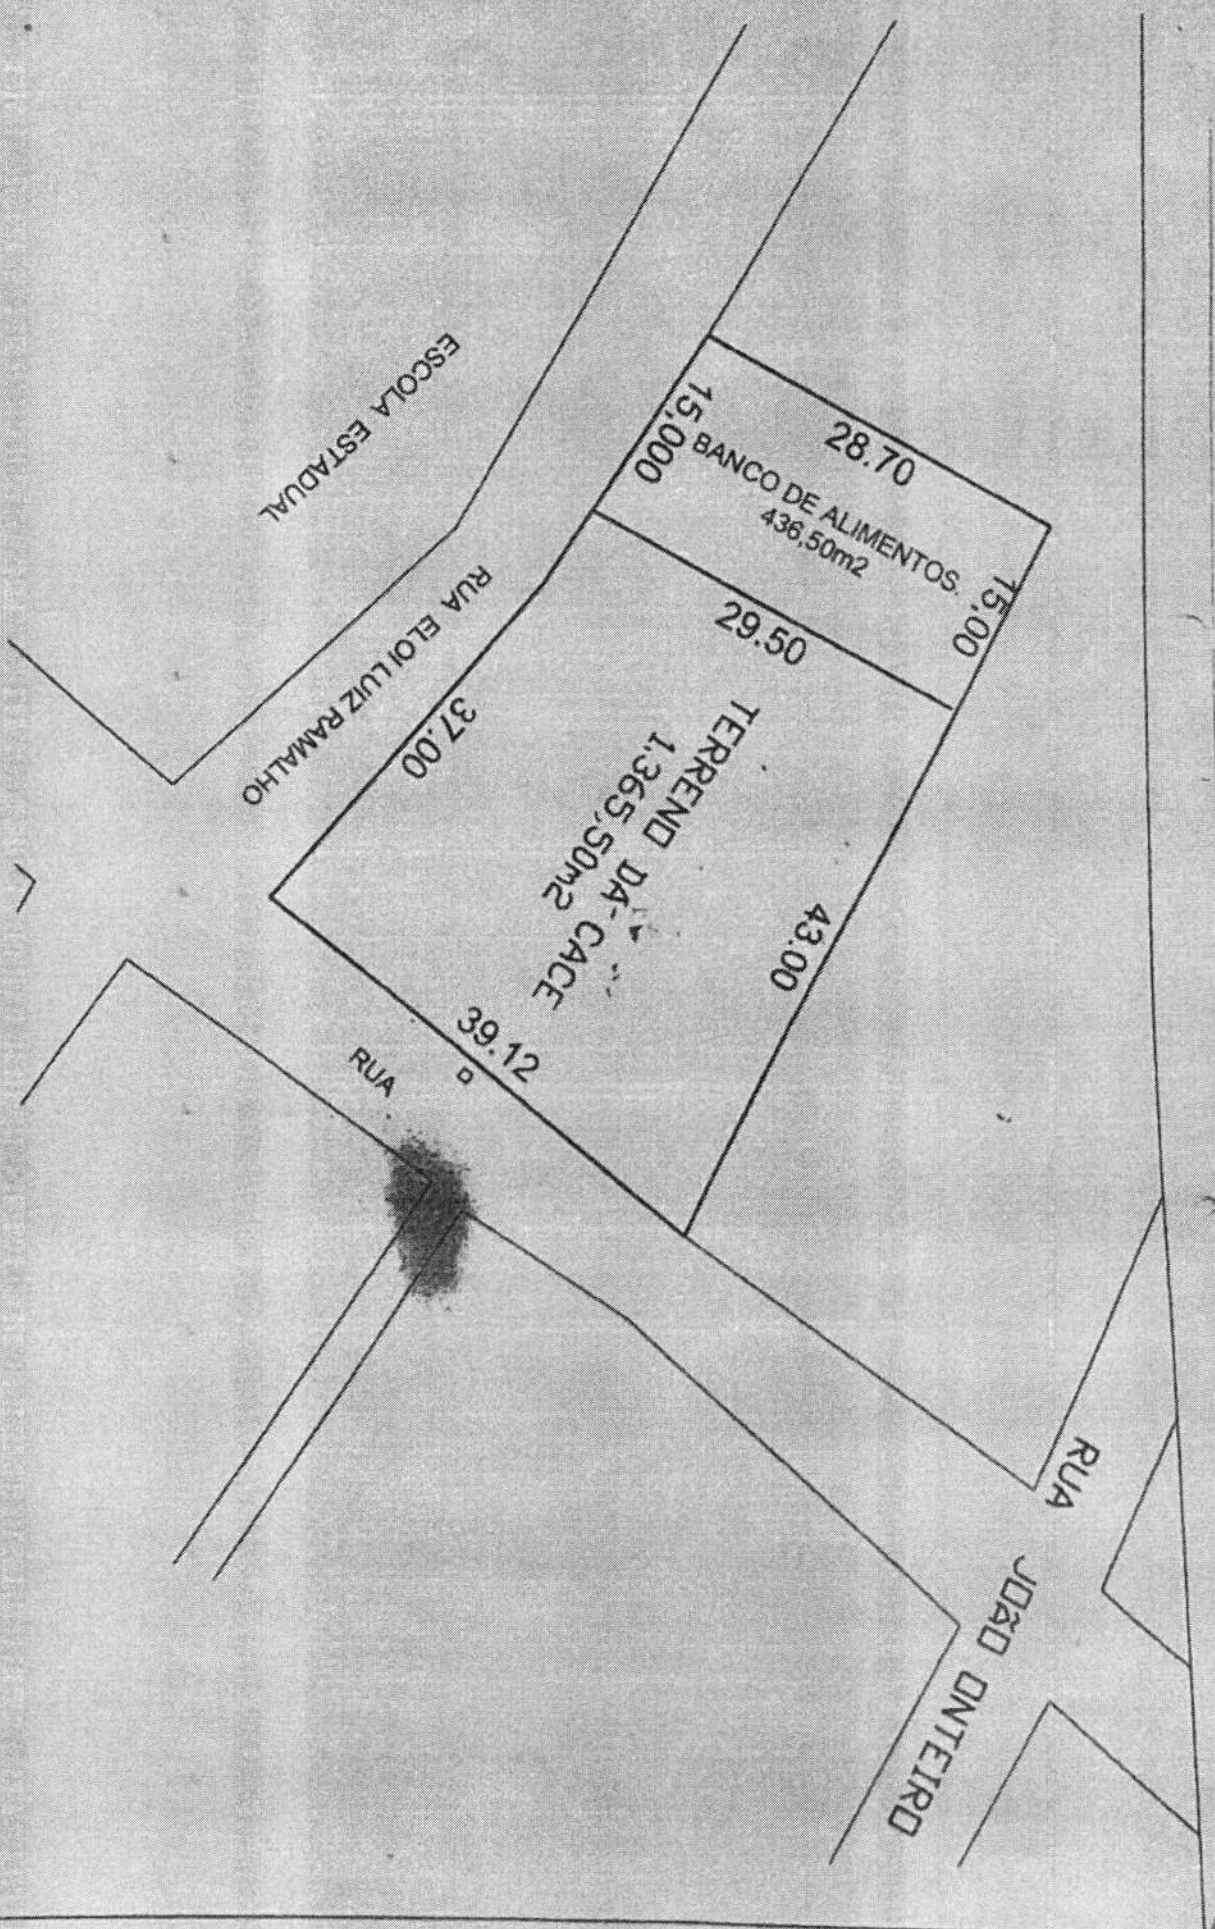 ESCOLA ESTADUAL
RUA ELOI LUIZ RAMALHO
15,000
28.70
BANCO DE ALIMENTOS.
436,50m2
15,00
29.50
37.00
TERRENO DA CACE
1.365,50m2
43.00
39.12
RUA
RUA JOÃO ONTEIRO